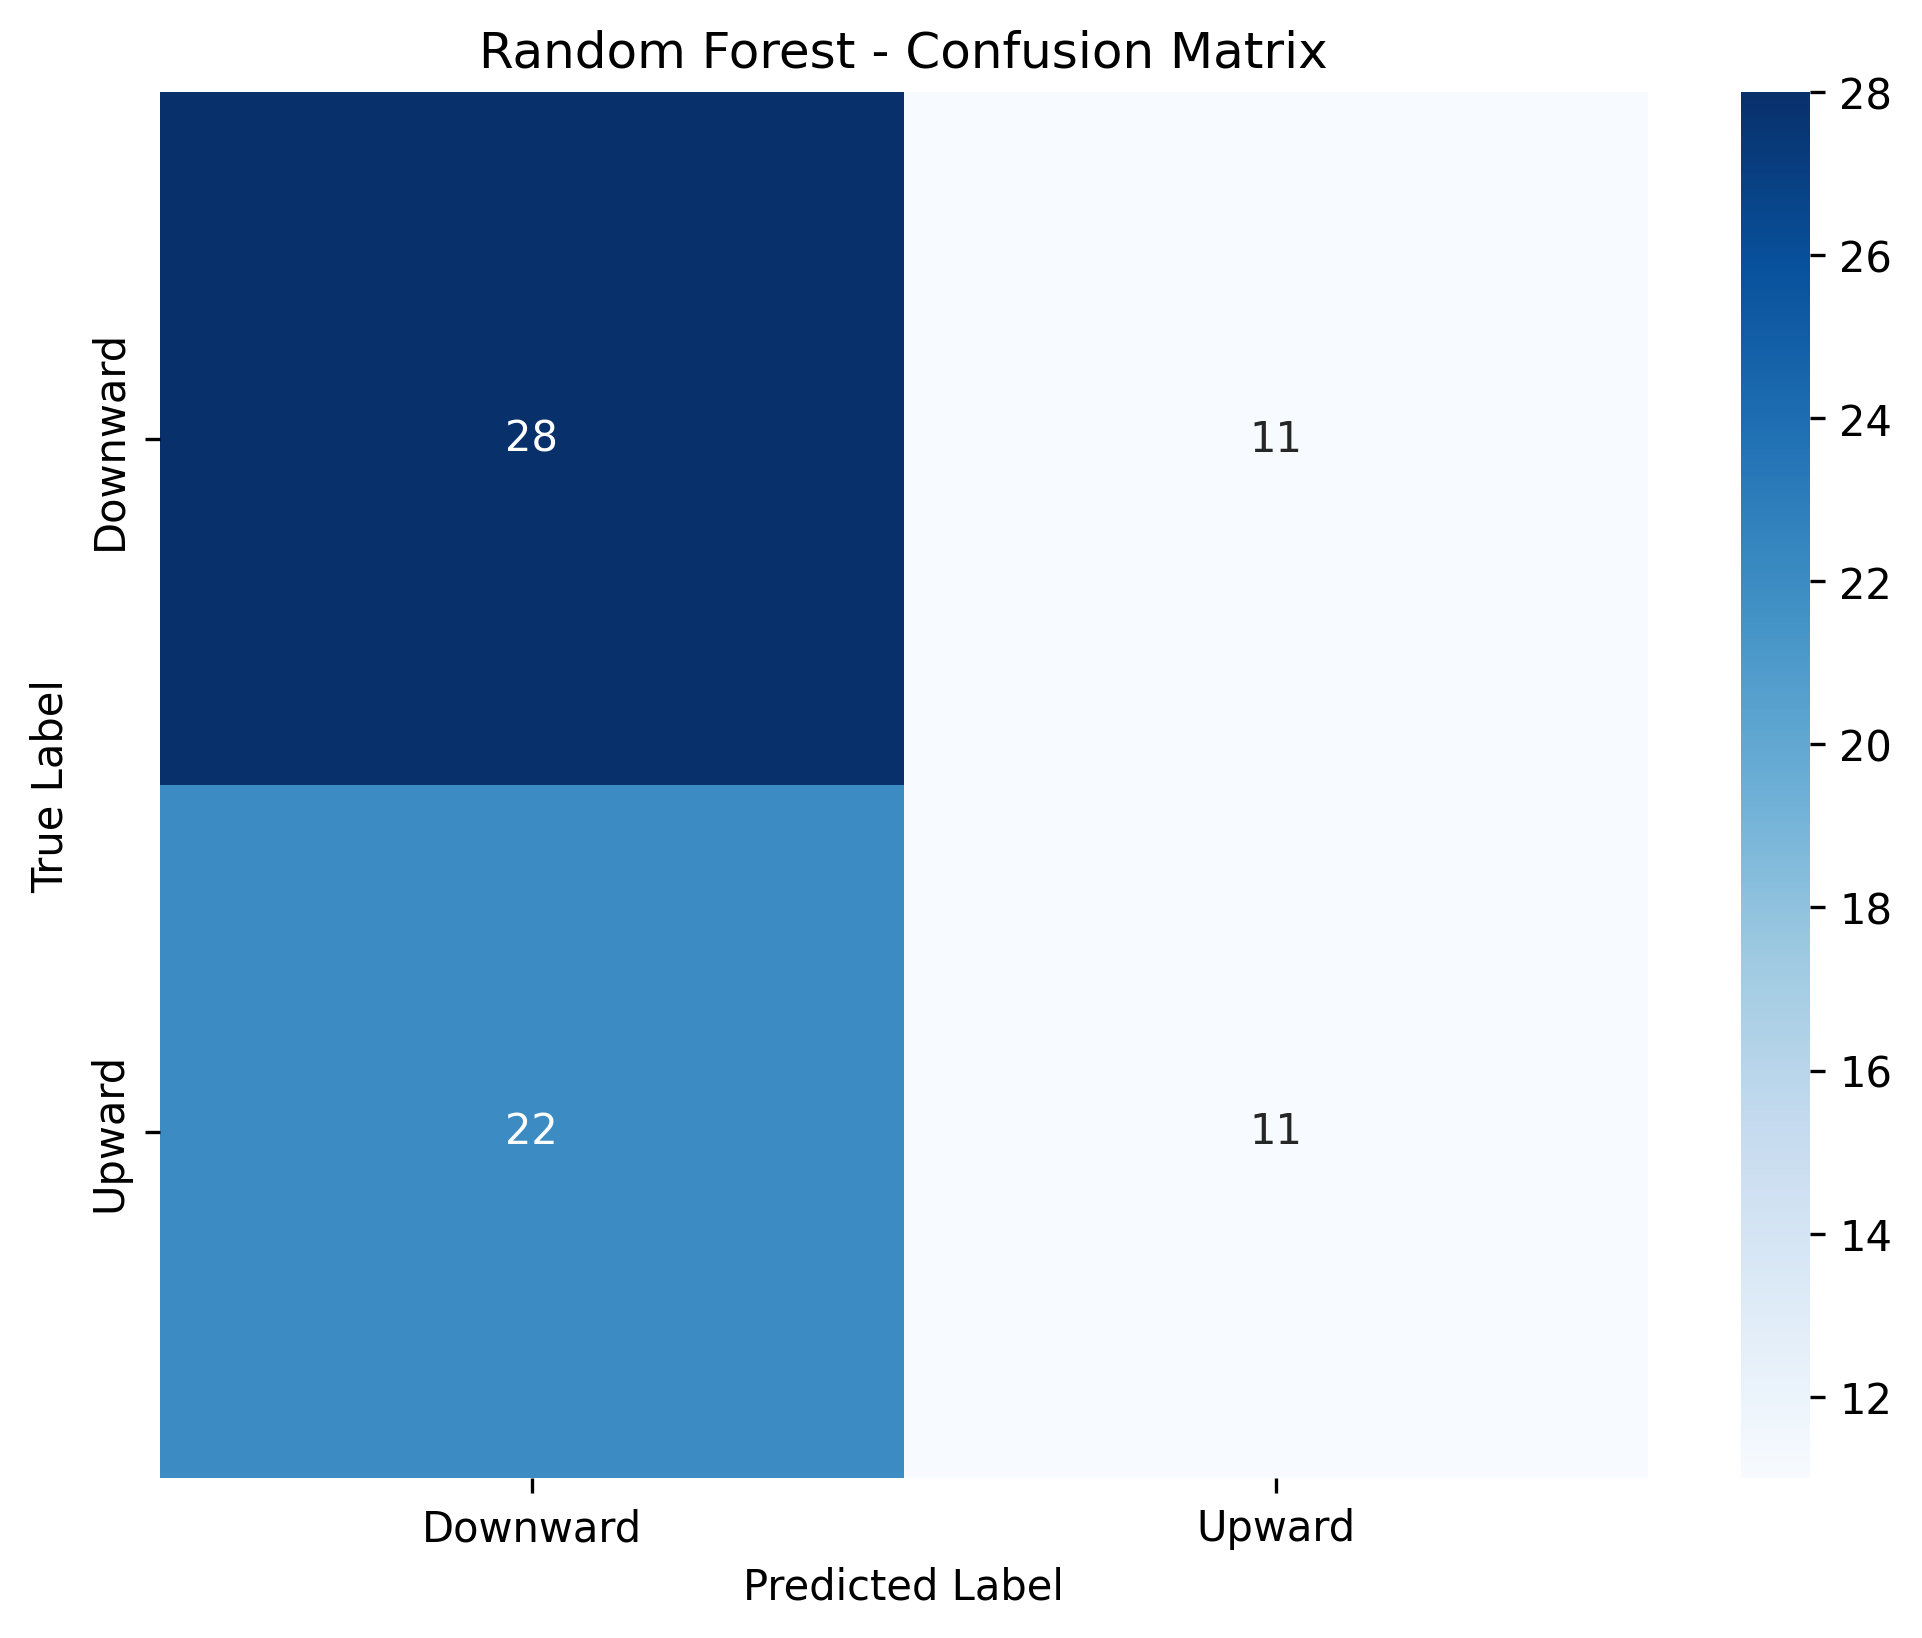 Random Forest - Confusion Matrix
True Label
Downward
Upward
28
11
22
11
Downward
Upward
Predicted Label
28
26
24
22
20
18
16
14
12